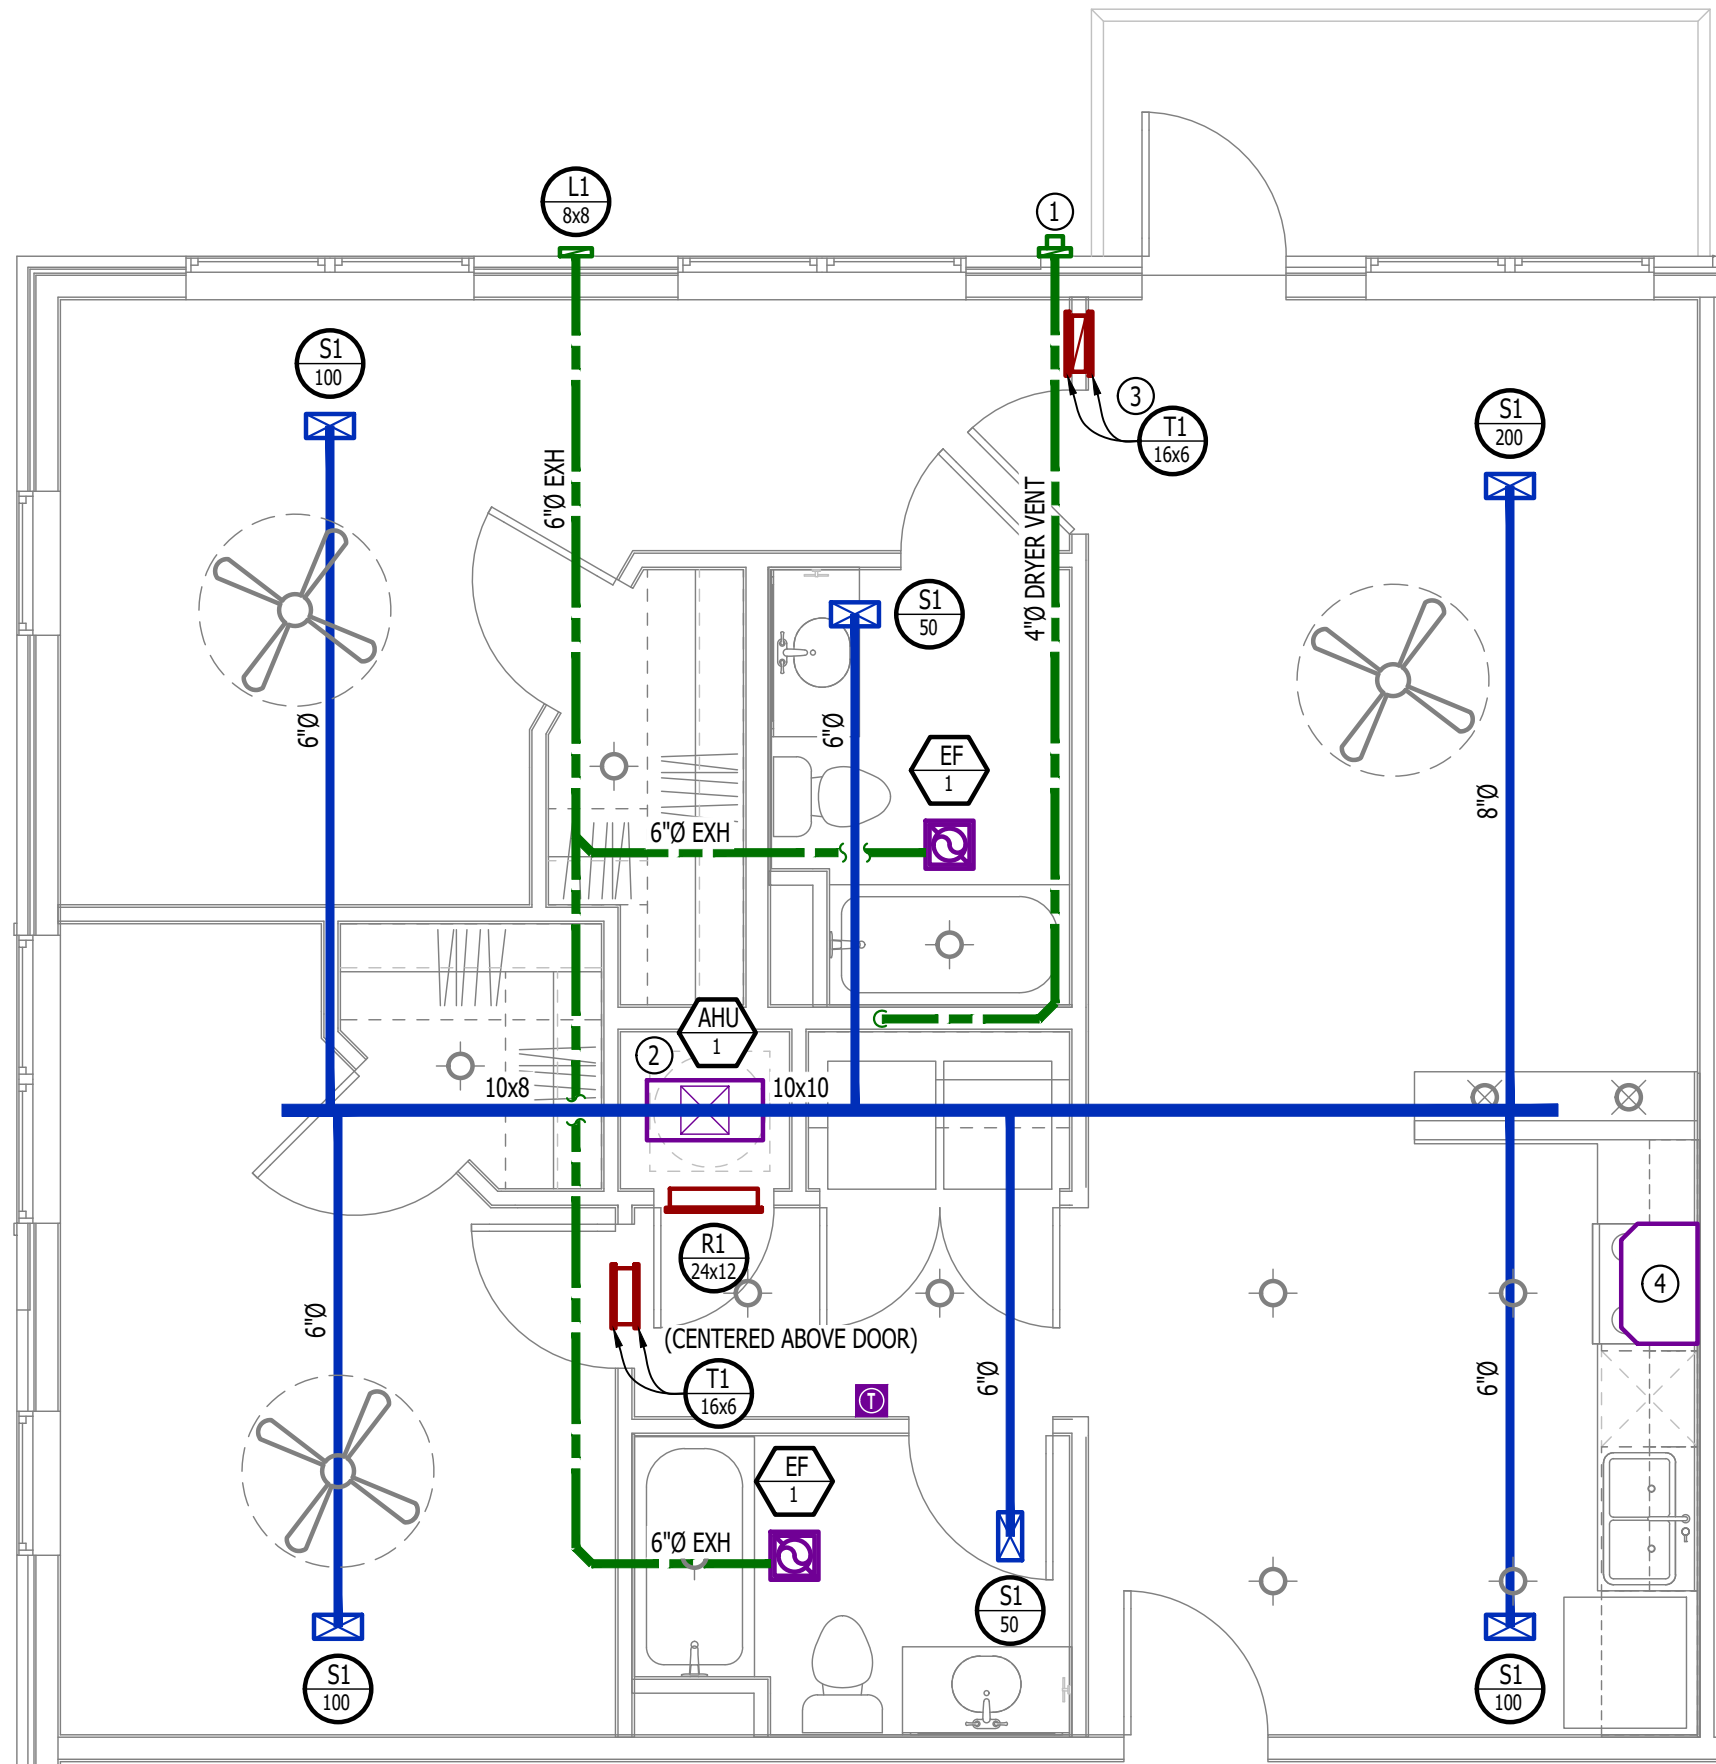 L1
8x8
1
S1
100
3
T1
16x6
S1
200
6"Ø EXH
4"Ø DRYER VENT
S1
50
6"Ø
6"Ø
EF
1
8"Ø
6"Ø EXH
AHU
1
2
10x8
10x10
R1
24x12
4
(CENTERED ABOVE DOOR)
6"Ø
T1
16x6
6"Ø
6"Ø
T
EF
1
6"Ø EXH
S1
50
S1
100
S1
100